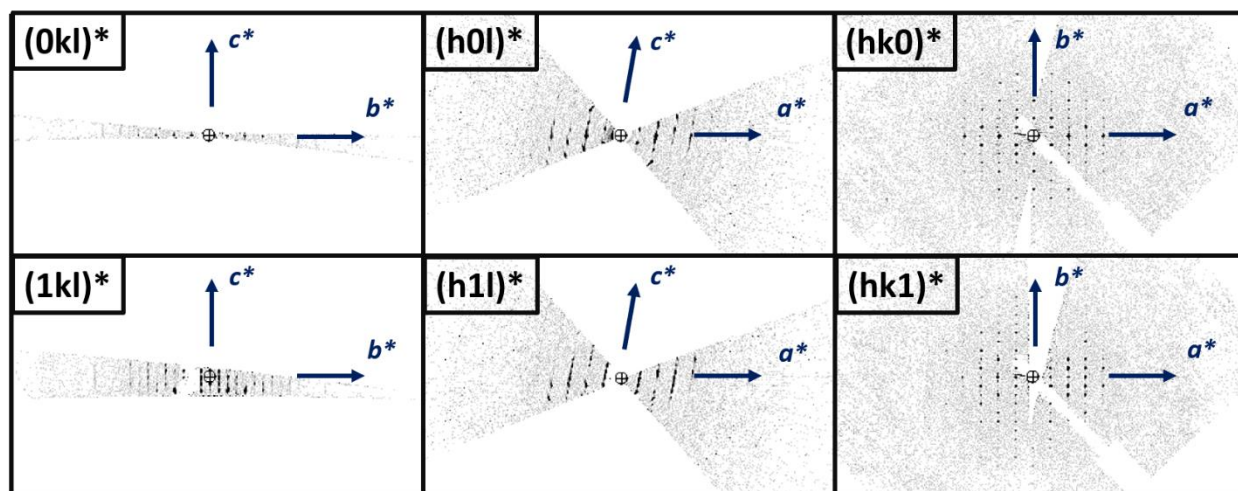 (0kl)*
c*
b*
(h0l)*
c*
a*
(hk0)*
b*
a*
(1kl)*
c*
b*
(h1l)*
c*
a*
(hk1)*
b*
a*